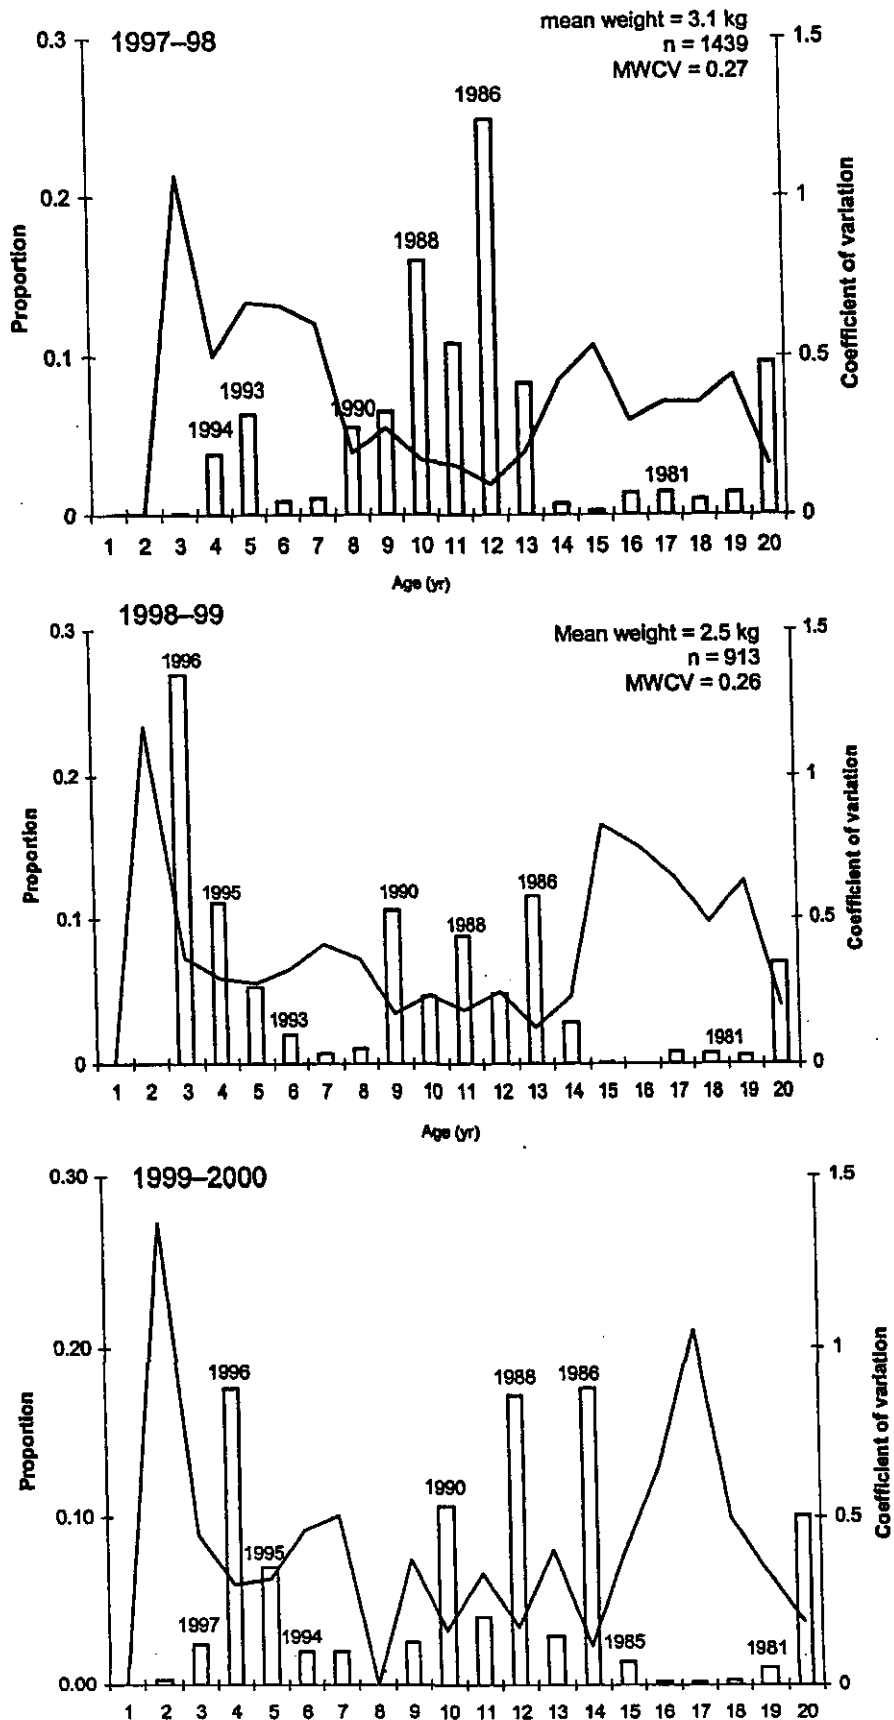 1997–98
mean weight = 3.1 kg
n = 1439
MWCV = 0.27
0.3
0.2
0.1
0
1.5
1
0.5
0
Proportion
Coefficient of variation
1994
1993
1990
1988
1986
1981
1 2 3 4 5 6 7 8 9 10 11 12 13 14 15 16 17 18 19 20
Age (yr)
1998–99
Mean weight = 2.5 kg
n = 913
MWCV = 0.26
0.3
0.2
0.1
0
1.5
1
0.5
0
Proportion
Coefficient of variation
1996
1995
1993
1990
1988
1986
1981
1 2 3 4 5 6 7 8 9 10 11 12 13 14 15 16 17 18 19 20
Age (yr)
1999–2000
0.30
0.20
0.10
0.00
1.5
1
0.5
0
Proportion
Coefficient of variation
1997
1996
1995
1994
1990
1988
1986
1985
1981
1 2 3 4 5 6 7 8 9 10 11 12 13 14 15 16 17 18 19 20